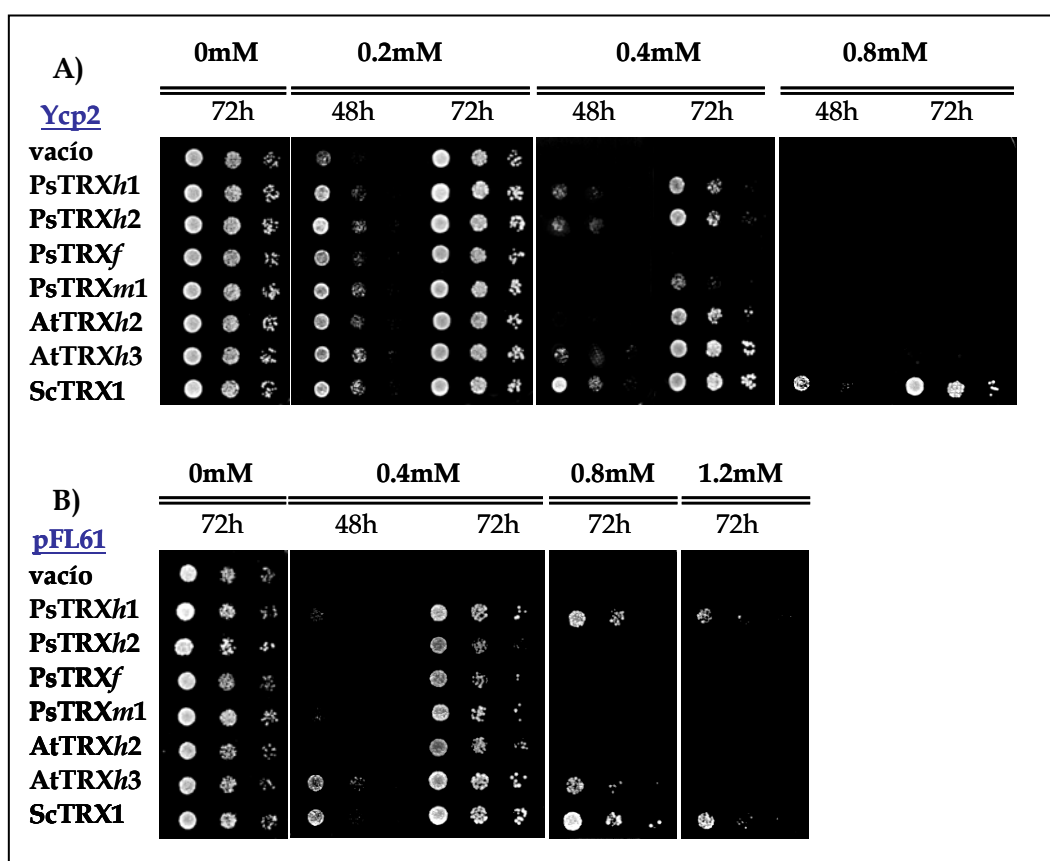 A)
0mM 0.2mM 0.4mM 0.8mM
Ycp2 72h 48h 72h 48h 72h 48h 72h
vacío
PsTRXh1
PsTRXh2
PsTRXf
PsTRXm1
AtTRXh2
AtTRXh3
ScTRX1
B)
0mM 0.4mM 0.8mM 1.2mM
pFL61 72h 48h 72h 72h 72h
vacío
PsTRXh1
PsTRXh2
PsTRXf
PsTRXm1
AtTRXh2
AtTRXh3
ScTRX1